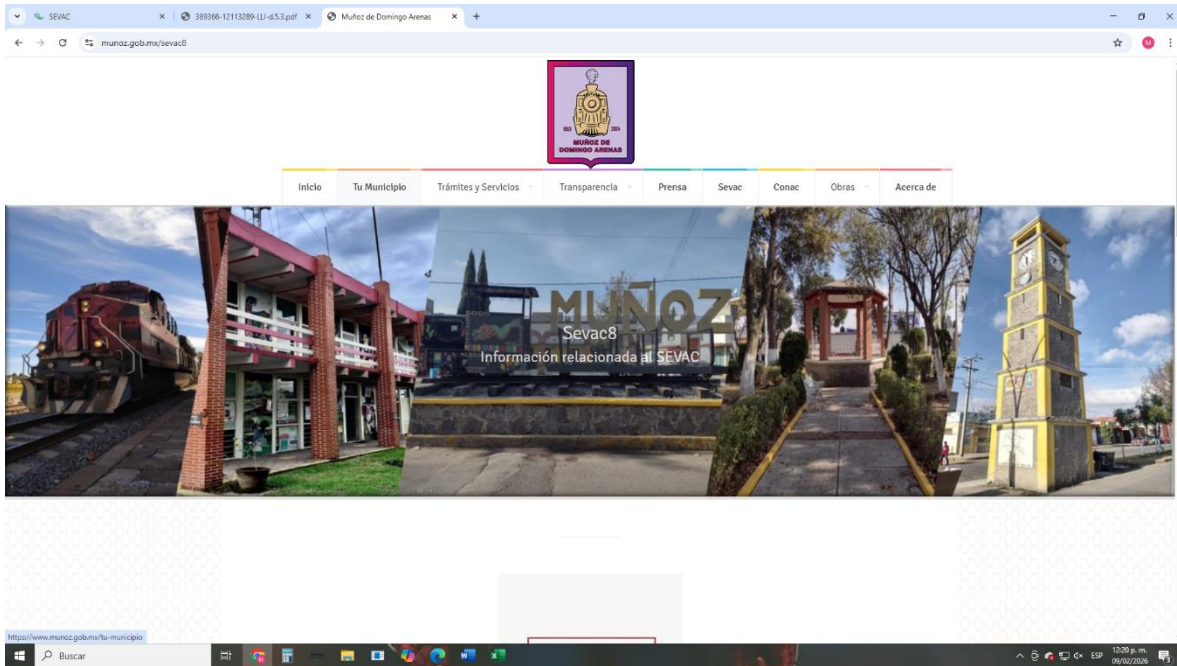 SEVAC
389366-12113289-LLI-d.5.3.pdf
Muñoz de Domingo Arenas
munoz.gob.mx/sevac8
M
MUÑOZ DE
DOMINGO ARENAS
Inicio Tu Municipio Trámites y Servicios Transparencia Prensa Sevac Conac Obras Acerca de
MUÑOZ
Sevac8
Información relacionada al SEVAC
https://www.munoz.gob.mx/tu-municipio
Buscar
ESP
12:20 p. m.
09/02/2026